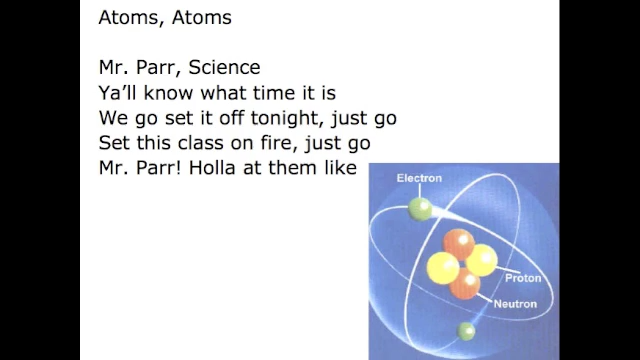 Atoms, Atoms
Mr. Parr, Science
Ya'll know what time it is
We go set it off tonight, just go
Set this class on fire, just go
Mr. Parr! Holla at them like
Electron
Proton
Neutron